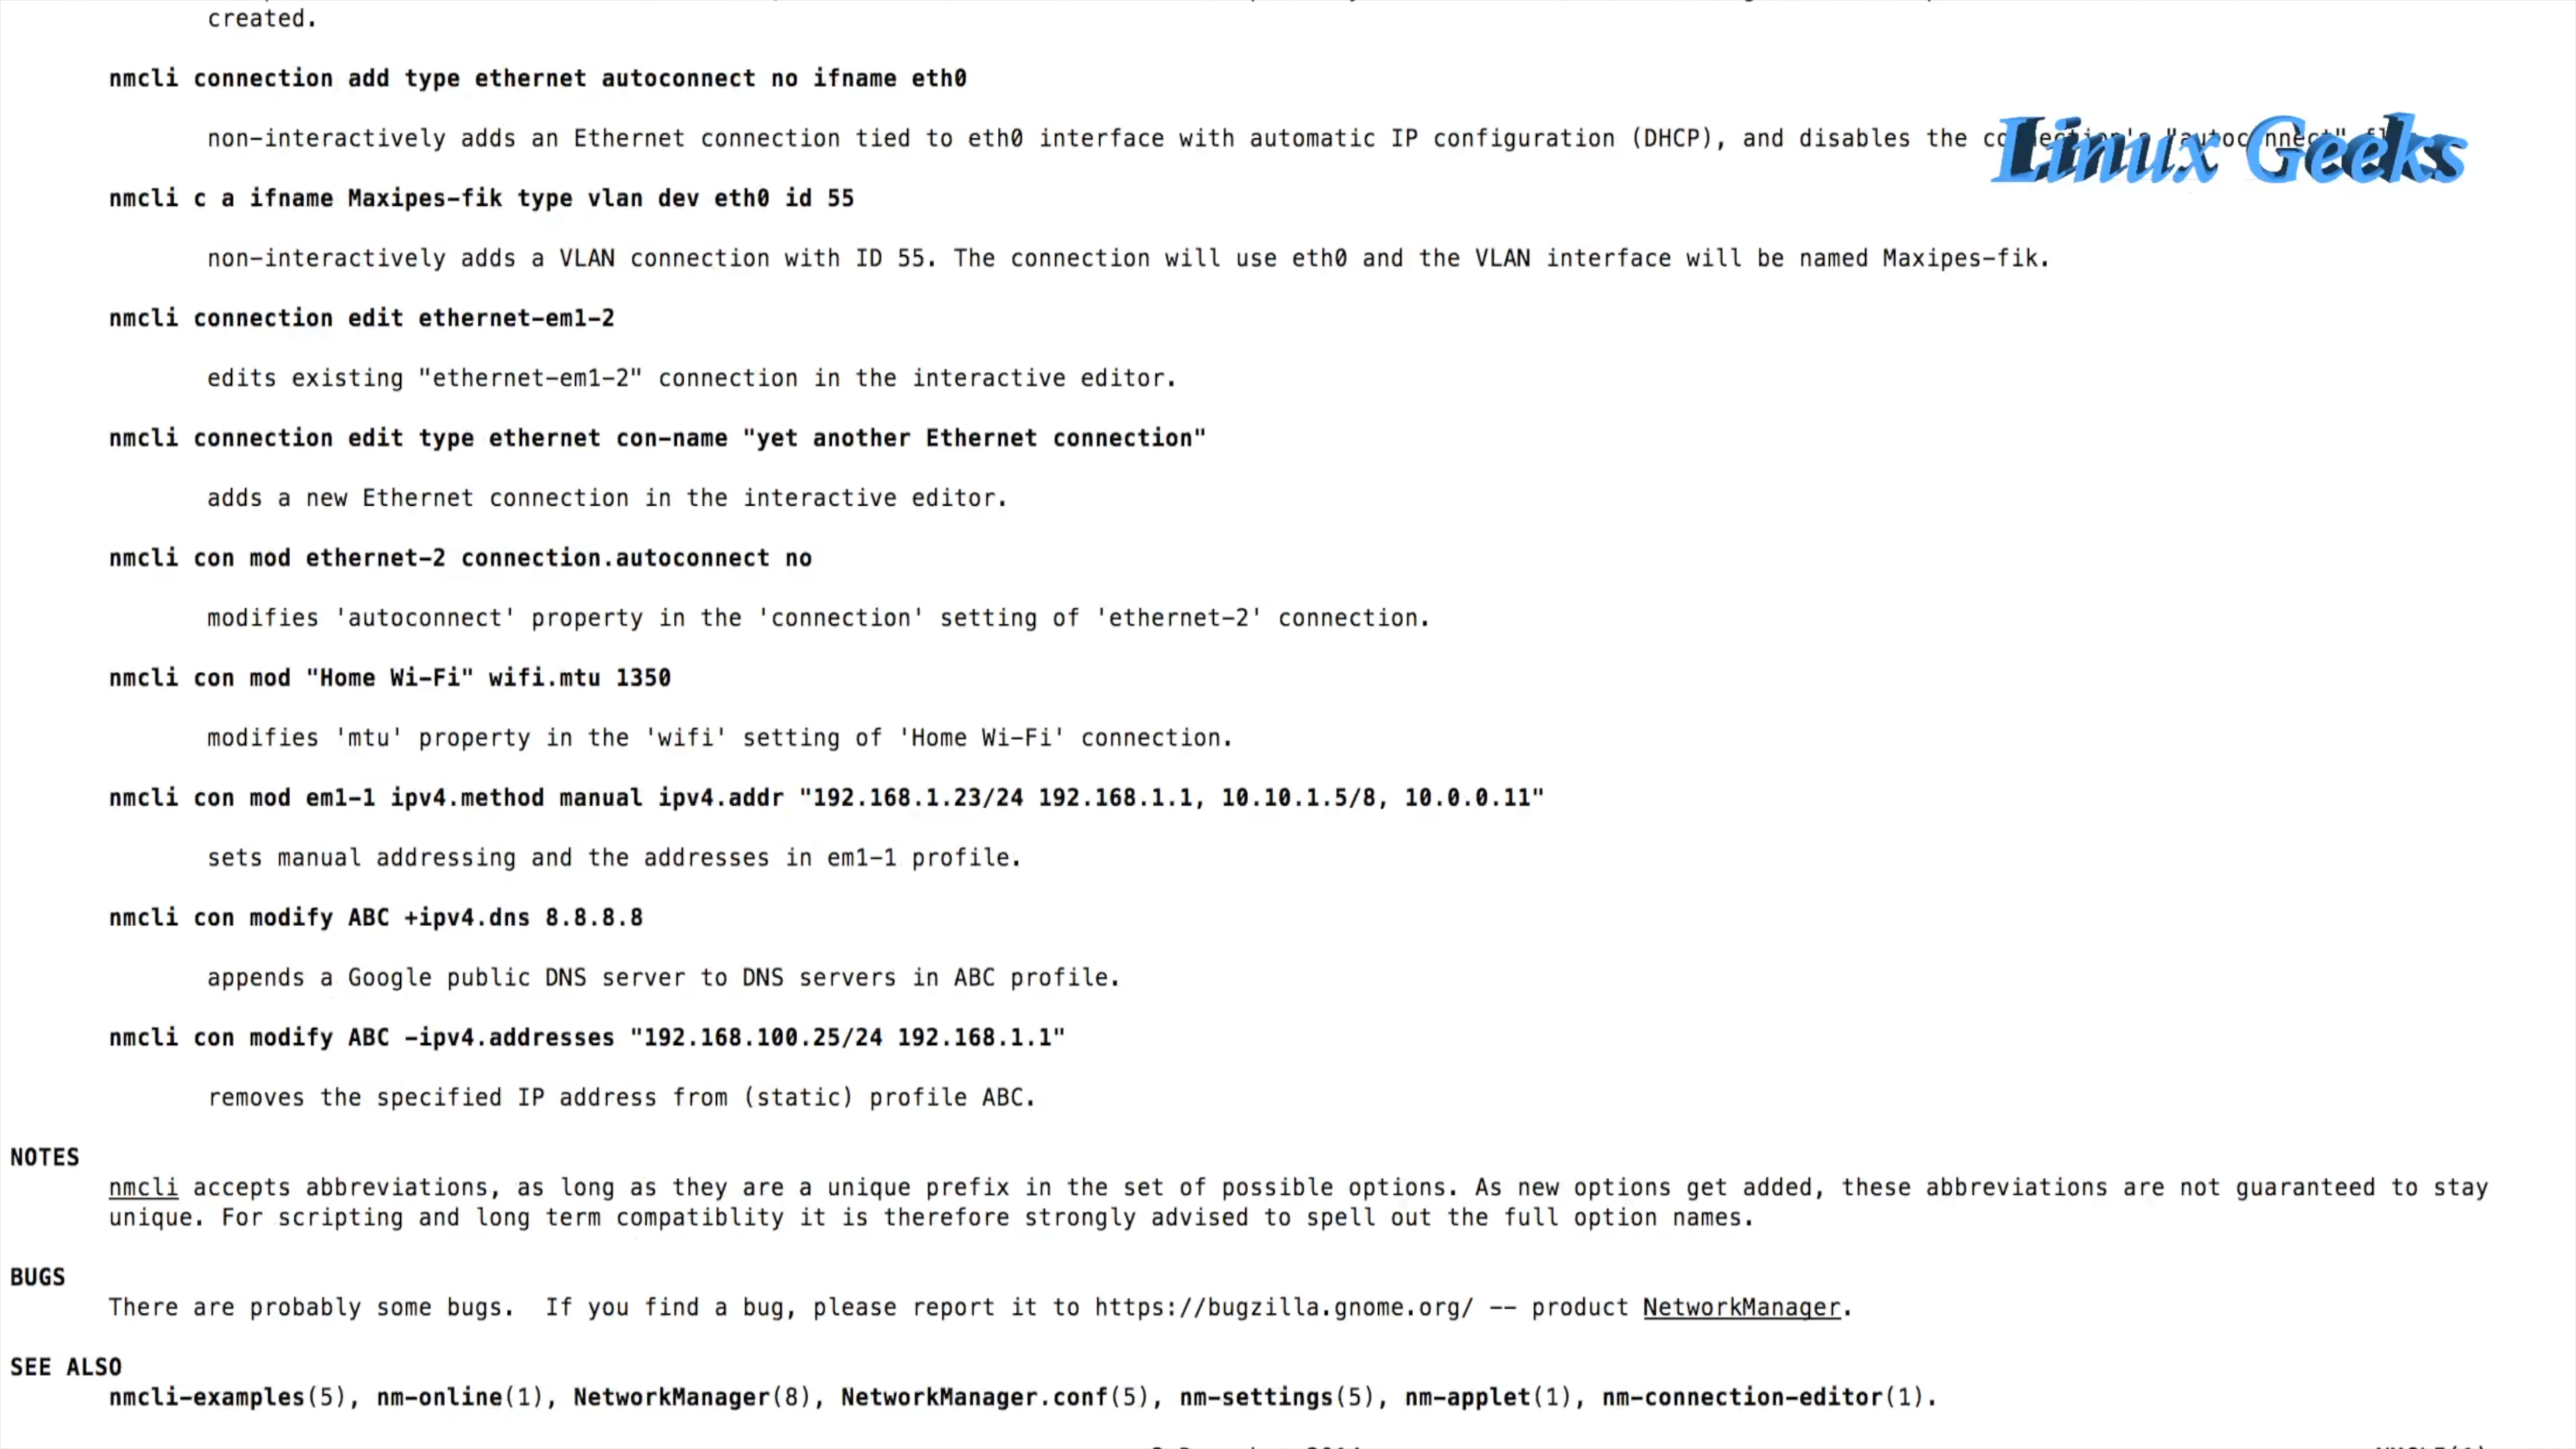 created.
nmcli connection add type ethernet autoconnect no ifname eth0
non-interactively adds an Ethernet connection tied to eth0 interface with automatic IP configuration (DHCP), and disables the
Linux Geeks
nmcli c a ifname Maxipes-fik type vlan dev eth0 id 55
non-interactively adds a VLAN connection with ID 55. The connection will use eth0 and the VLAN interface will be named Maxipes-fik.
nmcli connection edit ethernet-em1-2
edits existing "ethernet-em1-2" connection in the interactive editor.
nmcli connection edit type ethernet con-name "yet another Ethernet connection"
adds a new Ethernet connection in the interactive editor.
nmcli con mod ethernet-2 connection.autoconnect no
modifies 'autoconnect' property in the 'connection' setting of 'ethernet-2' connection.
nmcli con mod "Home Wi-Fi" wifi.mtu 1350
modifies 'mtu' property in the 'wifi' setting of 'Home Wi-Fi' connection.
nmcli con mod em1-1 ipv4.method manual ipv4.addr "192.168.1.23/24 192.168.1.1, 10.10.1.5/8, 10.0.0.11"
sets manual addressing and the addresses in em1-1 profile.
nmcli con modify ABC +ipv4.dns 8.8.8.8
appends a Google public DNS server to DNS servers in ABC profile.
nmcli con modify ABC -ipv4.addresses "192.168.100.25/24 192.168.1.1"
removes the specified IP address from (static) profile ABC.
NOTES
nmcli accepts abbreviations, as long as they are a unique prefix in the set of possible options. As new options get added, these abbreviations are not guaranteed to stay
unique. For scripting and long term compatiblity it is therefore strongly advised to spell out the full option names.
BUGS
There are probably some bugs.  If you find a bug, please report it to https://bugzilla.gnome.org/ -- product NetworkManager.
SEE ALSO
nmcli-examples(5), nm-online(1), NetworkManager(8), NetworkManager.conf(5), nm-settings(5), nm-applet(1), nm-connection-editor(1).